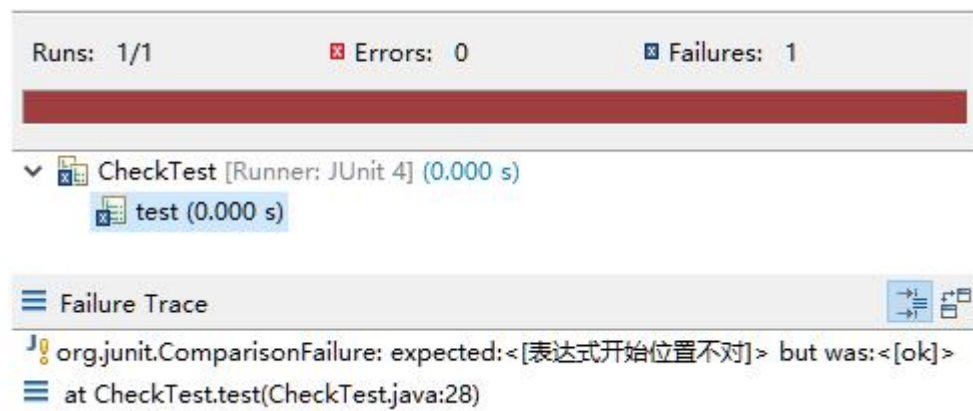 Runs: 1/1 Errors: 0 Failures: 1
CheckTest [Runner: JUnit 4] (0.000 s)
test (0.000 s)
Failure Trace
org.junit.ComparisonFailure: expected:<[表达式开始位置不对]> but was:<[ok]>
at CheckTest.test(CheckTest.java:28)